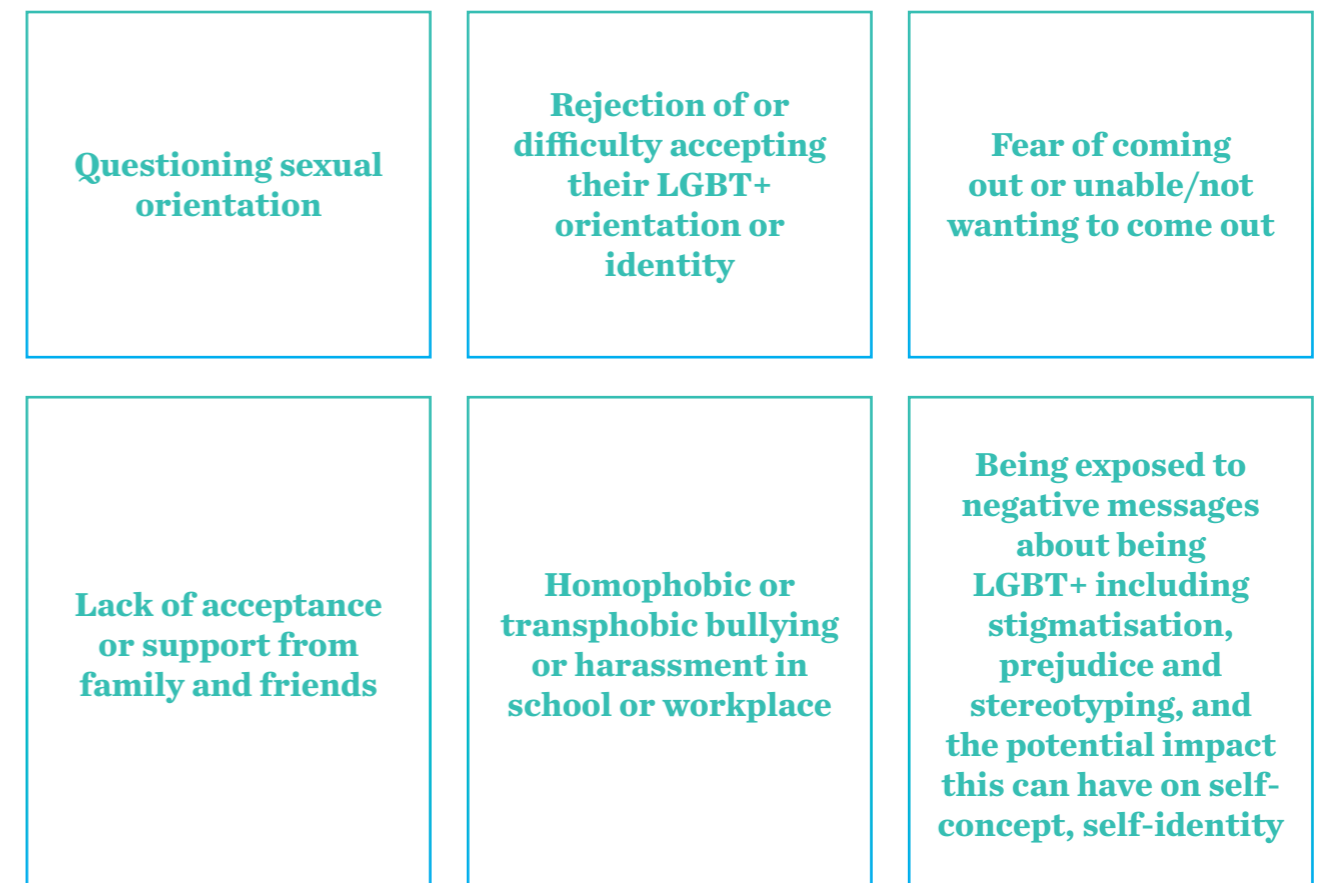 Questioning sexual
orientation
Rejection of or
difficulty accepting
their LGBT+
orientation or
identity
Fear of coming
out or unable/not
wanting to come out
Lack of acceptance
or support from
family and friends
Homophobic or
transphobic bullying
or harassment in
school or workplace
Being exposed to
negative messages
about being
LGBT+ including
stigmatisation,
prejudice and
stereotyping, and
the potential impact
this can have on self-
concept, self-identity